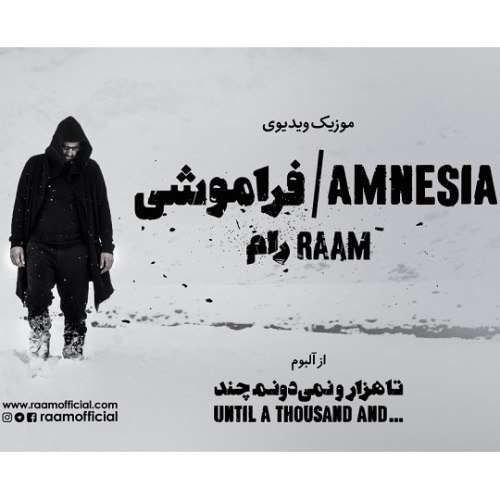 موزیک ویدیوی
فراموشی / AMNESIA
رام RAAM
از آلبوم
تا هزار و نمی‌دونم چند
UNTIL A THOUSAND AND...
www.raamofficial.com
raamofficial